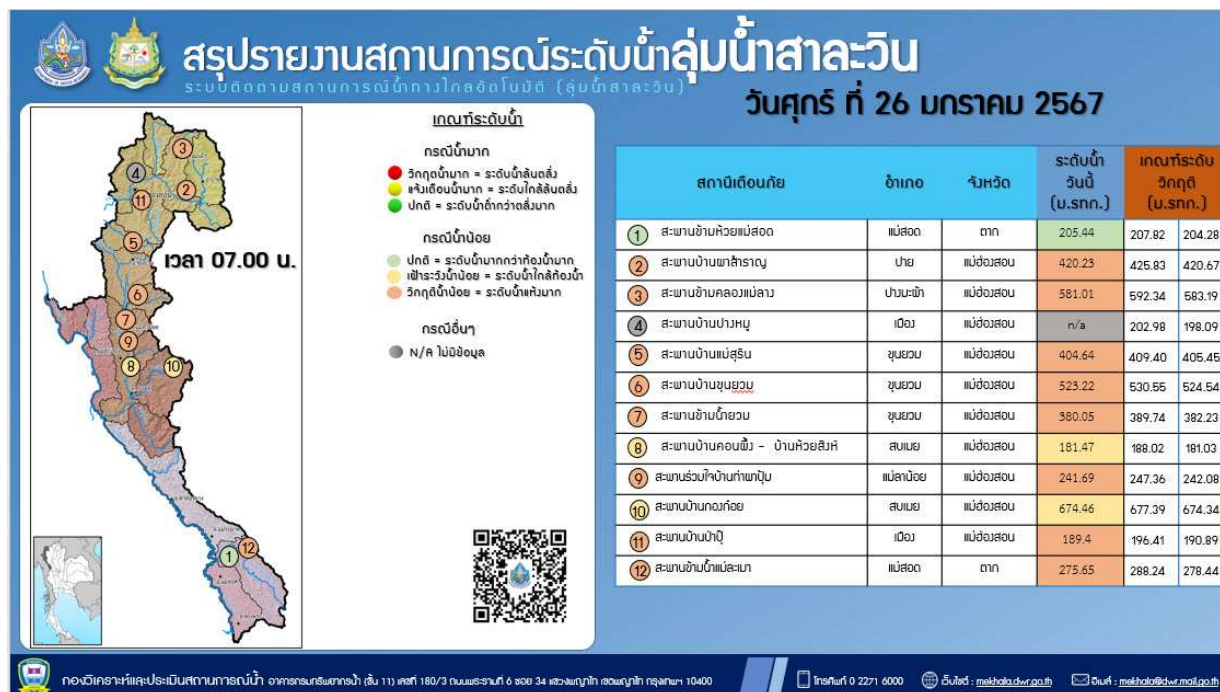 สรุปรายงานสถานการณ์ระดับน้ำลุ่มน้ำสาละวิน
ระบบติดตามสถานการณ์น้ำทางไกลอัตโนมัติ (ลุ่มน้ำสาละวิน)
วันศุกร์ ที่ 26 มกราคม 2567
เวลา 07.00 น.
3
4
2
11
5
6
7
9
8
10
1
12
เกณฑ์ระดับน้ำ
กรณีน้ำมาก
วิกฤตน้ำมาก = ระดับน้ำล้นตลิ่ง
แจ้งเตือนน้ำมาก = ระดับใกล้ล้นตลิ่ง
ปกติ = ระดับน้ำต่ำกว่าตลิ่งมาก
กรณีน้ำน้อย
ปกติ = ระดับน้ำมากกว่าท้องน้ำมาก
เฝ้าระวังน้ำน้อย = ระดับน้ำใกล้ท้องน้ำ
วิกฤติน้ำน้อย = ระดับน้ำแห้งมาก
กรณีอื่นๆ
N/A ไม่มีข้อมูล
สถานีเตือนภัย อำเภอ จังหวัด ระดับน้ำวันนี้ (ม.รทก.) เกณฑ์ระดับวิกฤติ (ม.รทก.)
1 สะพานข้ามห้วยแม่สอด แม่สอด ตาก 205.44 207.82 204.28
2 สะพานบ้านผาสำราญ ปาย แม่ฮ่องสอน 420.23 425.83 420.67
3 สะพานข้ามคลองแม่ลาง ปางมะผ้า แม่ฮ่องสอน 581.01 592.34 583.19
4 สะพานบ้านปางหมู เมือง แม่ฮ่องสอน n/a 202.98 198.09
5 สะพานบ้านแม่สุริน ขุนยวม แม่ฮ่องสอน 404.64 409.40 405.45
6 สะพานบ้านขุนยวม ขุนยวม แม่ฮ่องสอน 523.22 530.55 524.54
7 สะพานข้ามน้ำยวม ขุนยวม แม่ฮ่องสอน 380.05 389.74 382.23
8 สะพานบ้านคอนผึ้ง - บ้านห้วยสิงห์ สบเมย แม่ฮ่องสอน 181.47 188.02 181.03
9 สะพานร่วมใจบ้านท่าผาปุ้ม แม่ลาน้อย แม่ฮ่องสอน 241.69 247.36 242.08
10 สะพานบ้านกองก๋อย สบเมย แม่ฮ่องสอน 674.46 677.39 674.34
11 สะพานบ้านป่าปุ๊ เมือง แม่ฮ่องสอน 189.4 196.41 190.89
12 สะพานข้ามน้ำแม่ละเมา แม่สอด ตาก 275.65 288.24 278.44
กองวิเคราะห์และประเมินสถานการณ์น้ำ อาคารกรมทรัพยากรน้ำ (ชั้น 11) เลขที่ 180/3 ถนนพระรามที่ 6 ซอย 34 แขวงพญาไท เขตพญาไท กรุงเทพฯ 10400 โทรศัพท์ 0 2271 6000 เว็บไซต์ : mekhala.dwr.go.th อีเมล์ : mekhala@dwr.mail.go.th